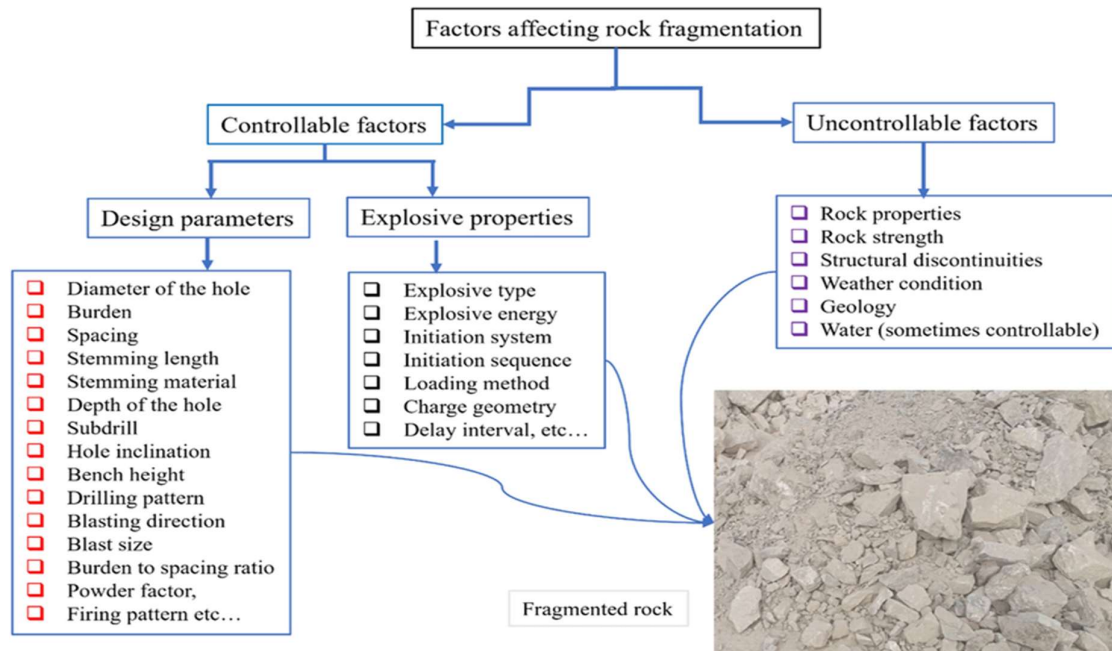 Factors affecting rock fragmentation
Controllable factors
Uncontrollable factors
Design parameters
Explosive properties
Diameter of the hole
Burden
Spacing
Stemming length
Stemming material
Depth of the hole
Subdrill
Hole inclination
Bench height
Drilling pattern
Blasting direction
Blast size
Burden to spacing ratio
Powder factor,
Firing pattern etc…
Explosive type
Explosive energy
Initiation system
Initiation sequence
Loading method
Charge geometry
Delay interval, etc…
Rock properties
Rock strength
Structural discontinuities
Weather condition
Geology
Water (sometimes controllable)
Fragmented rock